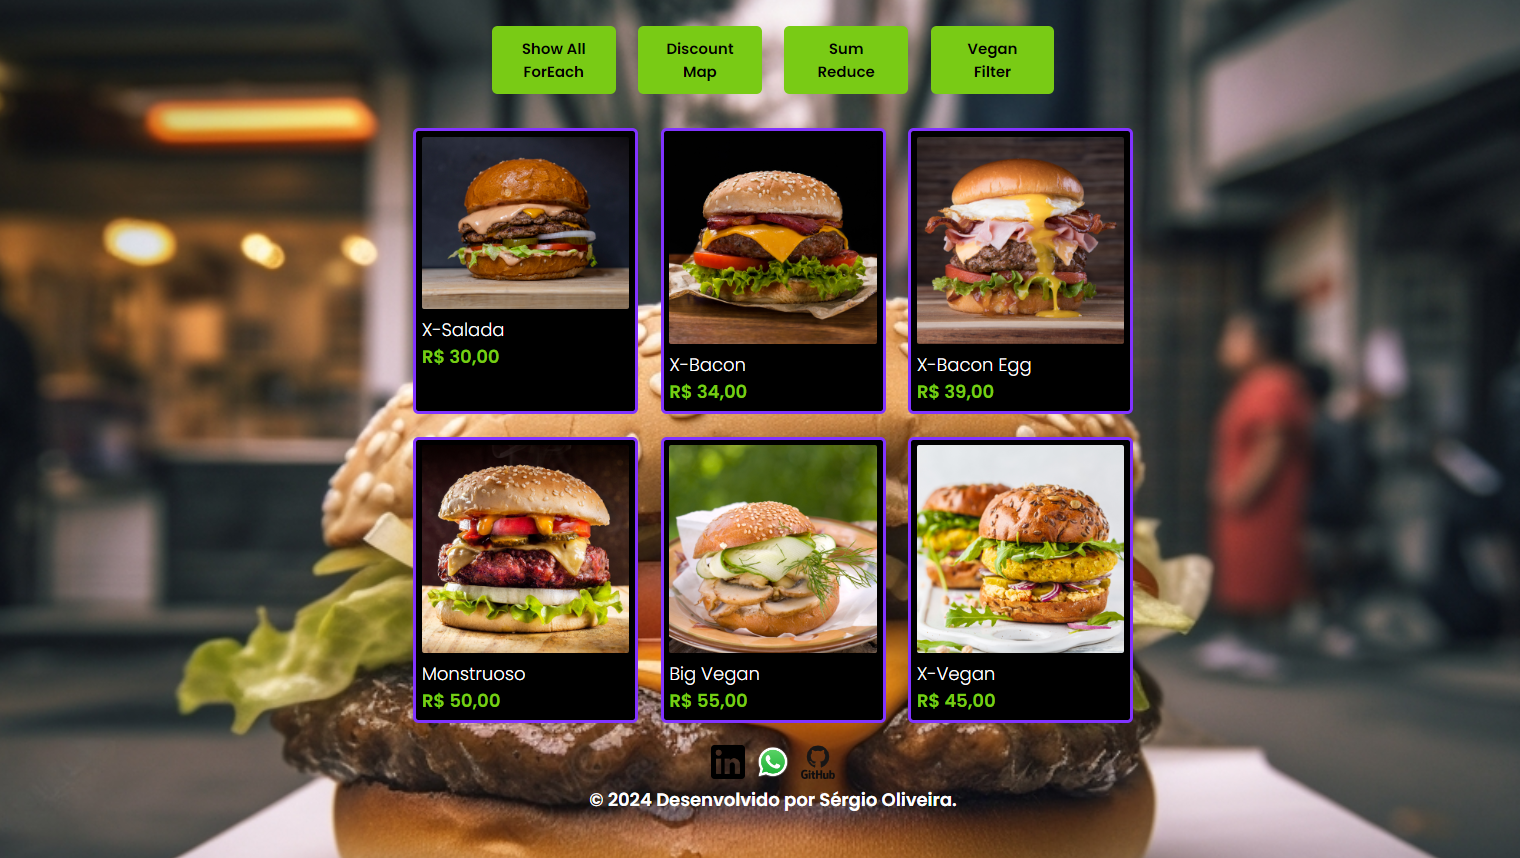 Show All
ForEach
Discount
Map
Sum
Reduce
Vegan
Filter
X-Salada
R$ 30,00
X-Bacon
R$ 34,00
X-Bacon Egg
R$ 39,00
Monstruoso
R$ 50,00
Big Vegan
R$ 55,00
X-Vegan
R$ 45,00
in
GitHub
© 2024 Desenvolvido por Sérgio Oliveira.